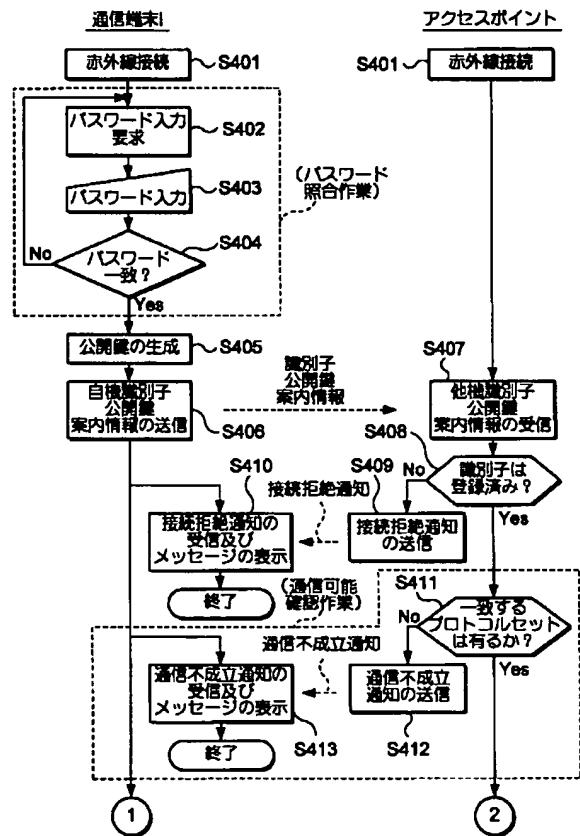 通信端末1
アクセスポイント
赤外線接続
S401
S401
赤外線接続
パスワード入力
要求
S402
パスワード入力
S403
(パスワード
照合作業)
パスワード
一致？
S404
No
Yes
公開鍵の生成
S405
自機識別子
公開鍵
案内情報の送信
S406
識別子
公開鍵
案内情報
S407
他機識別子
公開鍵
案内情報の受信
S408
識別子は
登録済み？
No
Yes
S409
接続拒絶通知
の送信
接続拒絶通知
S410
接続拒絶通知の
受信及び
メッセージの表示
終了
(通信可能
確認作業)
S411
一致する
プロトコルセット
は有るか？
No
Yes
通信不成立通知
通信不成立
通知の送信
S412
通信不成立通知の
受信及び
メッセージの表示
S413
終了
1
2